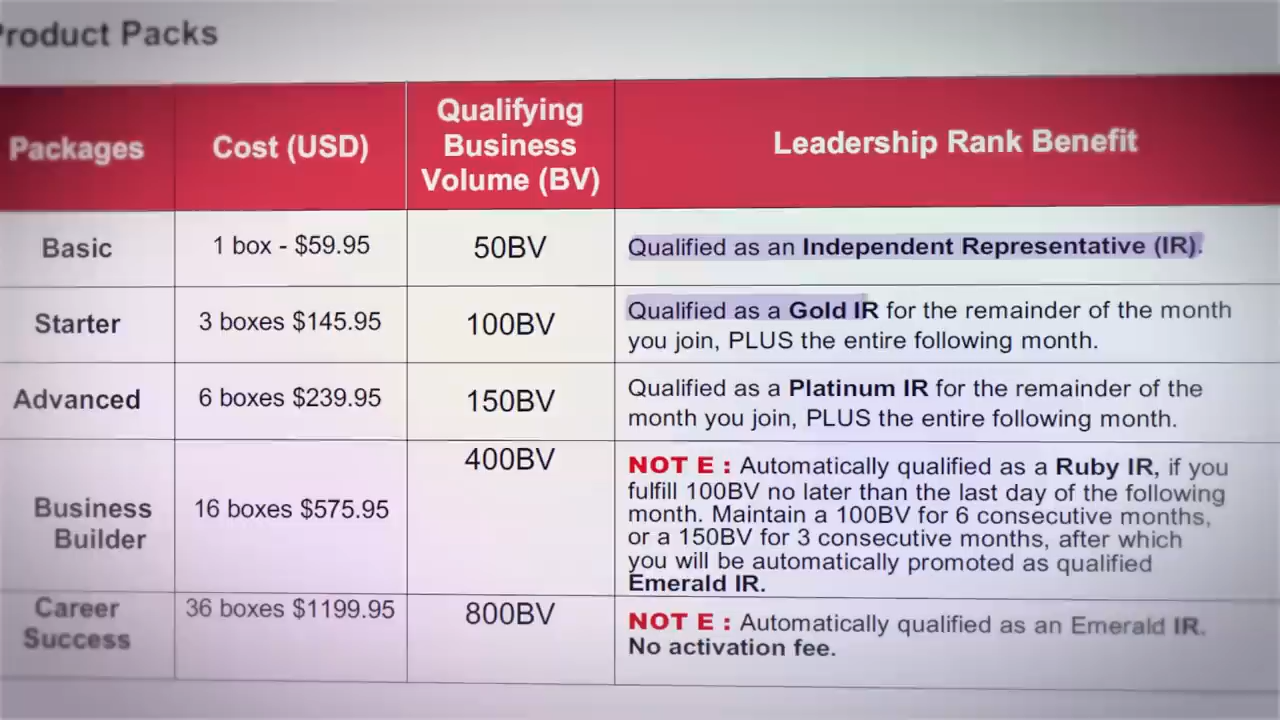 Product Packs
Packages
Cost (USD)
Qualifying
Business
Volume (BV)
Leadership Rank Benefit
Basic
1 box - $59.95
50BV
Qualified as an Independent Representative (IR).
Starter
3 boxes $145.95
100BV
Qualified as a Gold IR for the remainder of the month
you join, PLUS the entire following month.
Advanced
6 boxes $239.95
150BV
Qualified as a Platinum IR for the remainder of the
month you join, PLUS the entire following month.
Business
Builder
16 boxes $575.95
400BV
NOT E : Automatically qualified as a Ruby IR, if you
fulfill 100BV no later than the last day of the following
month. Maintain a 100BV for 6 consecutive months,
or a 150BV for 3 consecutive months, after which
you will be automatically promoted as qualified
Emerald IR.
Career
Success
36 boxes $1199.95
800BV
NOT E : Automatically qualified as an Emerald IR.
No activation fee.